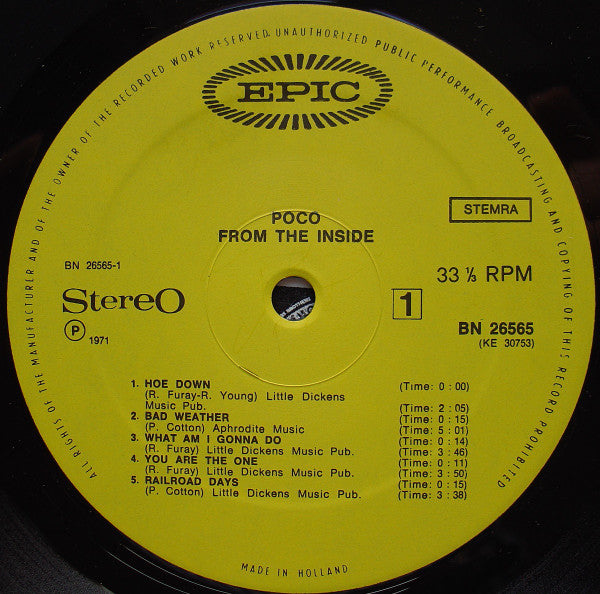 ALL RIGHTS OF THE MANUFACTURER AND OF THE OWNER OF THE RECORDED WORK RESERVED UNAUTHORIZED PUBLIC PERFORMANCE BROADCASTING AND COPYING OF THIS RECORD PROHIBITED
EPIC
POCO
FROM THE INSIDE
STEMRA
BN 26565-1
Stereo
℗ 1971
33 ⅓ RPM
1
BN 26565
(KE 30753)
1. HOE DOWN (Time: 0 : 00)
(R. Furay-R. Young) Little Dickens
Music Pub. (Time: 2 : 05)
2. BAD WEATHER (Time: 0 : 15)
(P. Cotton) Aphrodite Music (Time: 5 : 01)
3. WHAT AM I GONNA DO (Time: 0 : 14)
(R. Furay) Little Dickens Music Pub. (Time: 3 : 46)
4. YOU ARE THE ONE (Time: 0 : 11)
(R. Furay) Little Dickens Music Pub. (Time: 3 : 50)
5. RAILROAD DAYS (Time: 0 : 15)
(P. Cotton) Little Dickens Music Pub. (Time: 3 : 38)
MADE IN HOLLAND